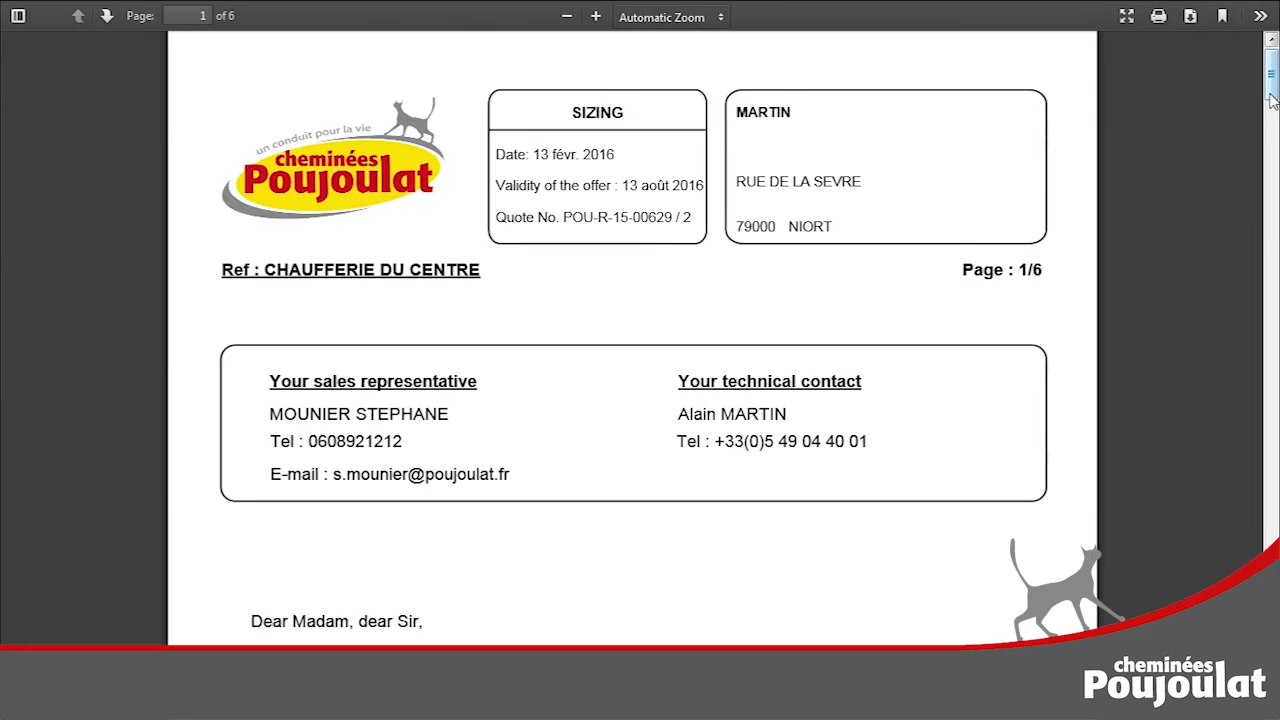 Page: 1 of 6
Automatic Zoom
un conduit pour la vie
cheminées
Poujoulat
SIZING
Date: 13 févr. 2016
Validity of the offer : 13 août 2016
Quote No. POU-R-15-00629 / 2
MARTIN
RUE DE LA SEVRE
79000 NIORT
Ref : CHAUFFERIE DU CENTRE
Page : 1/6
Your sales representative
MOUNIER STEPHANE
Tel : 0608921212
E-mail : s.mounier@poujoulat.fr
Your technical contact
Alain MARTIN
Tel : +33(0)5 49 04 40 01
Dear Madam, dear Sir,
cheminées
Poujoulat